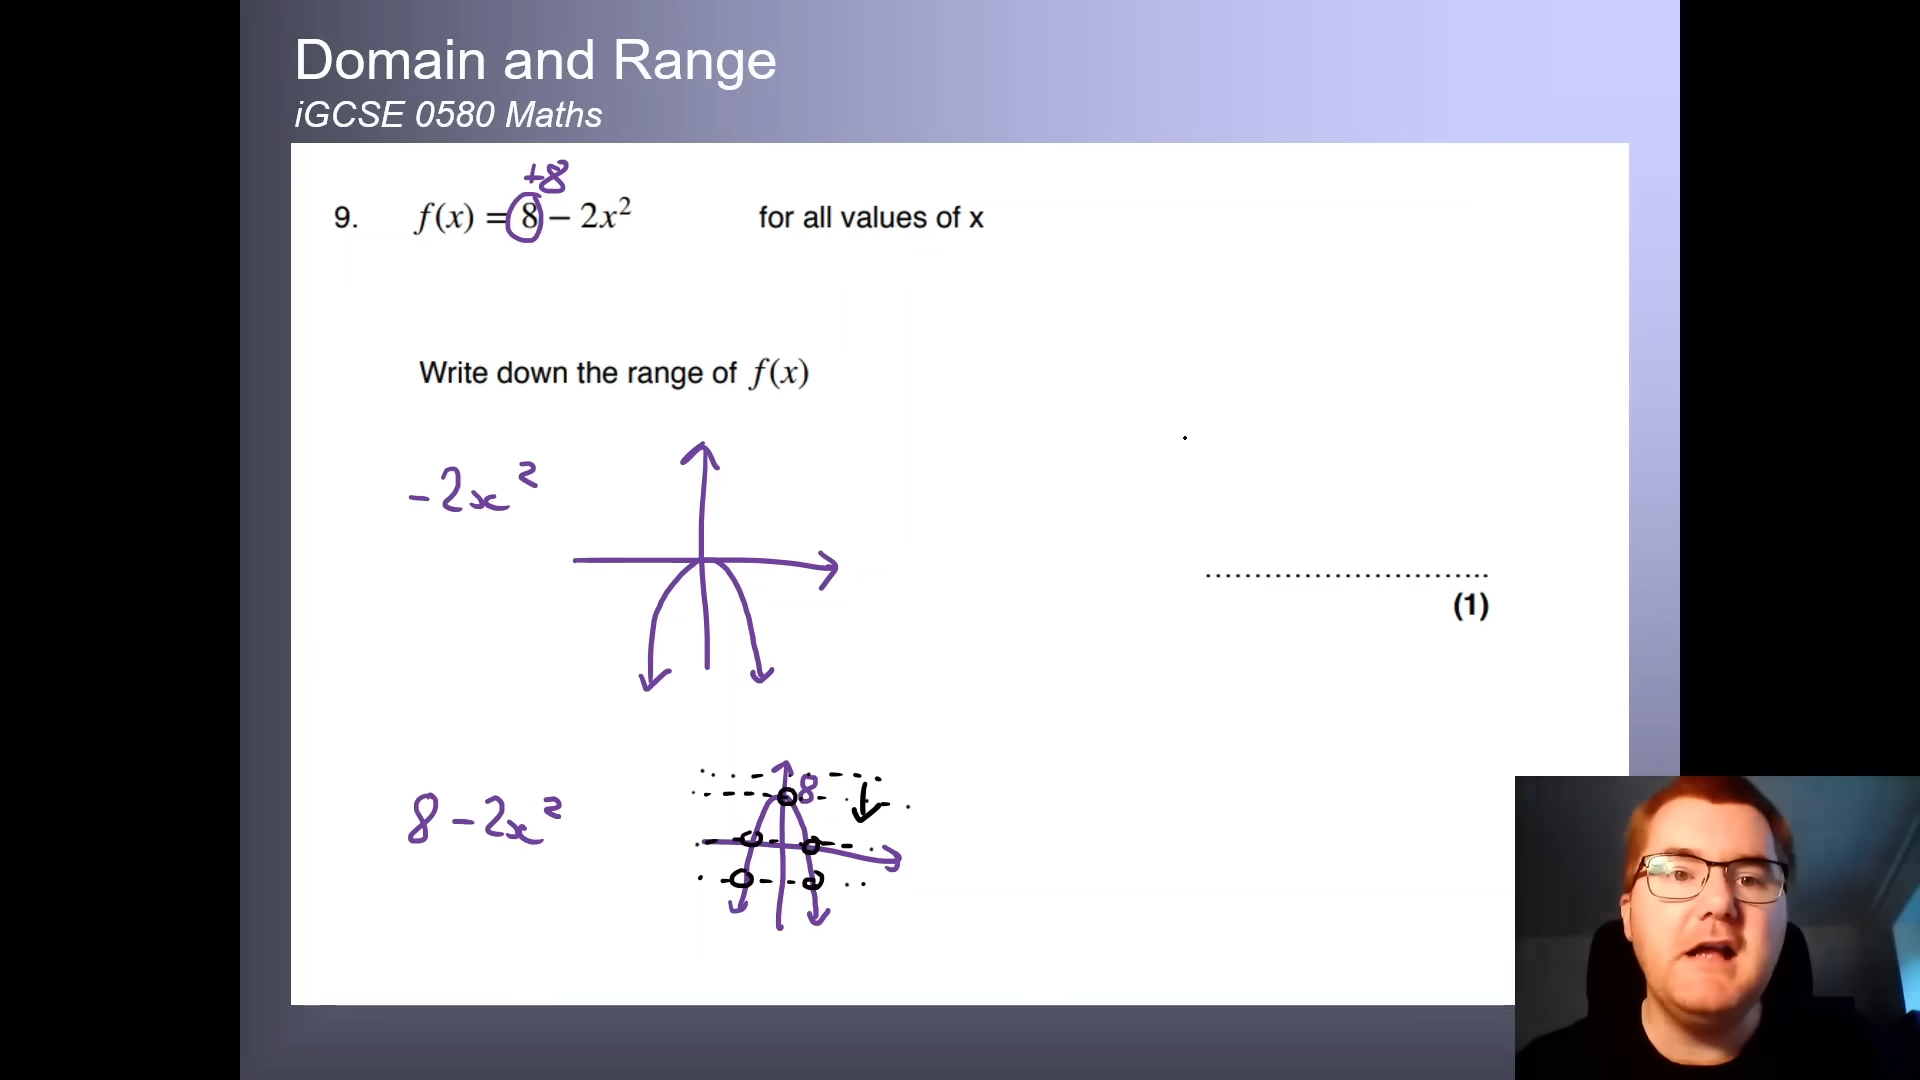 Domain and Range
iGCSE 0580 Maths
+8
9. f(x) = 8 − 2x² for all values of x
Write down the range of f(x)
-2x²
(1)
8
8-2x²